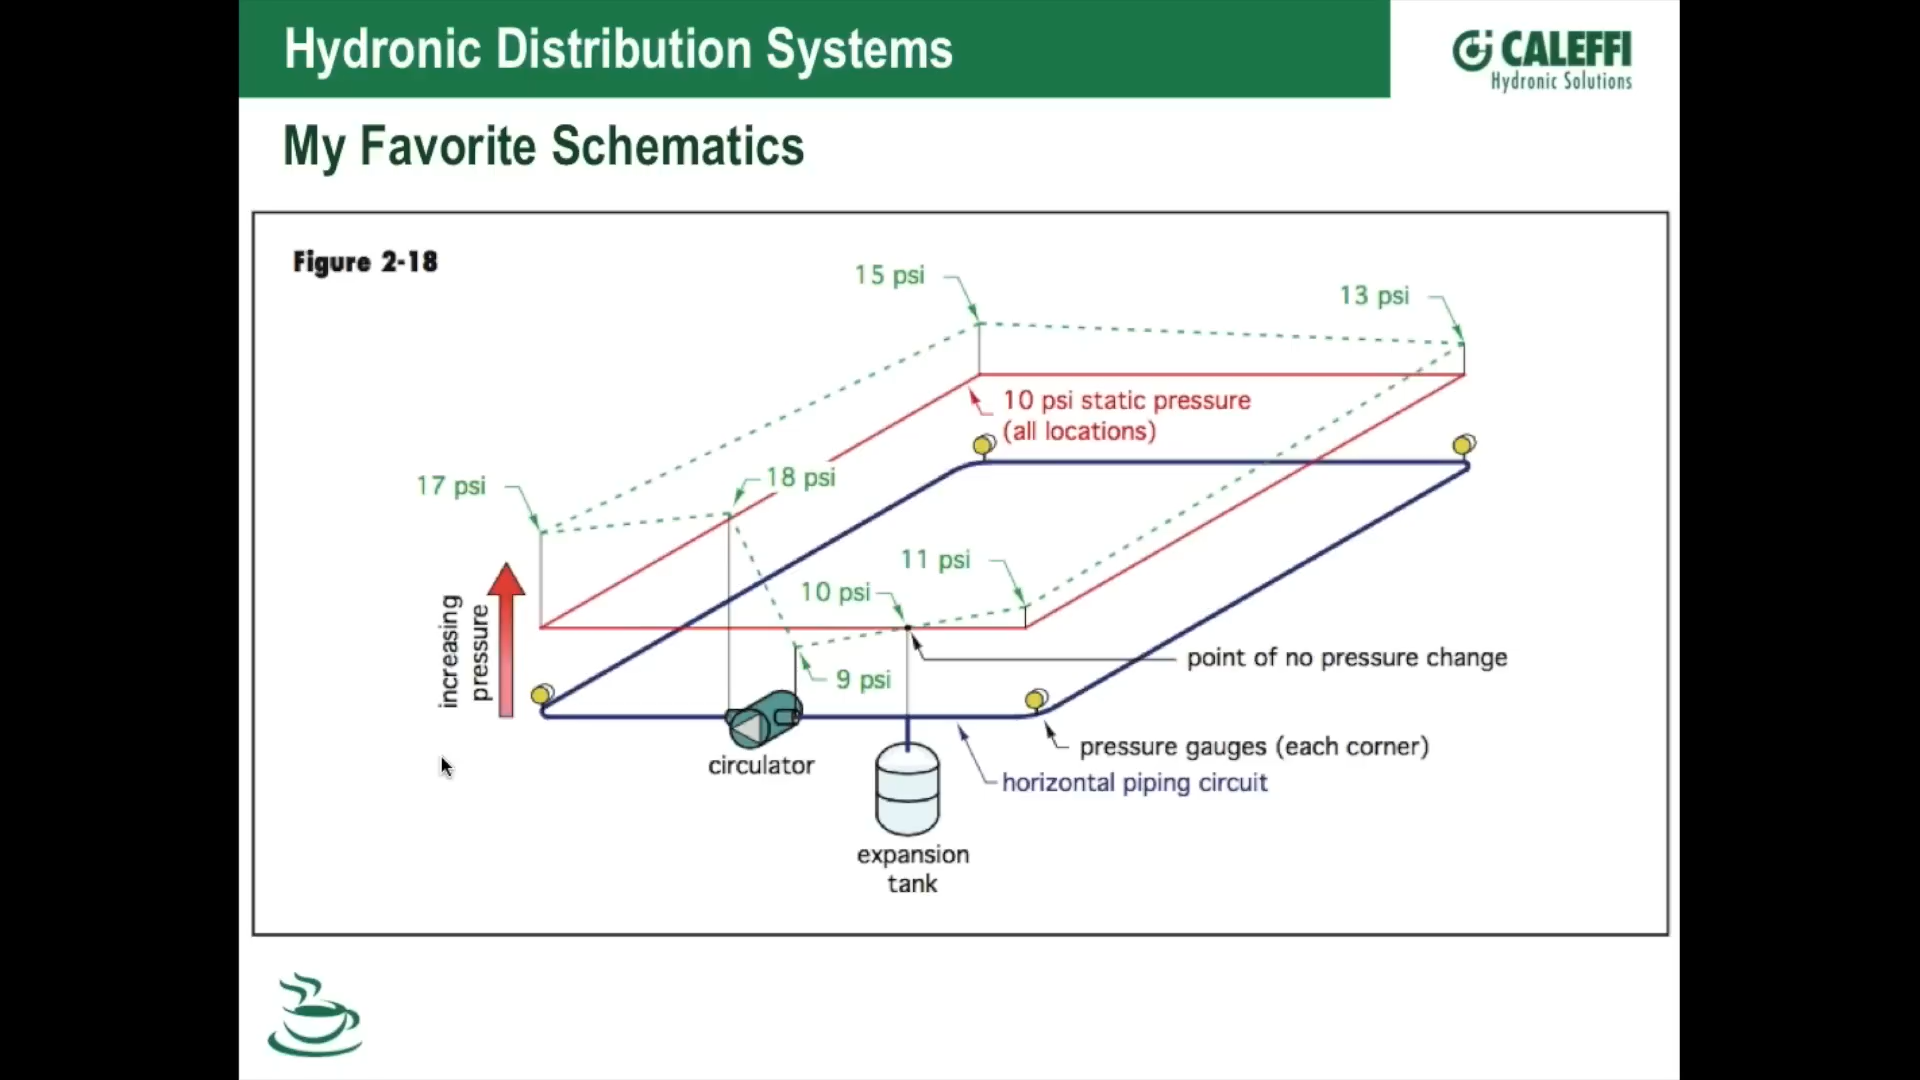 Hydronic Distribution Systems
CALEFFI
Hydronic Solutions
My Favorite Schematics
Figure 2-18
15 psi
13 psi
10 psi static pressure
(all locations)
17 psi
18 psi
11 psi
10 psi
increasing
pressure
point of no pressure change
9 psi
pressure gauges (each corner)
circulator
horizontal piping circuit
expansion
tank